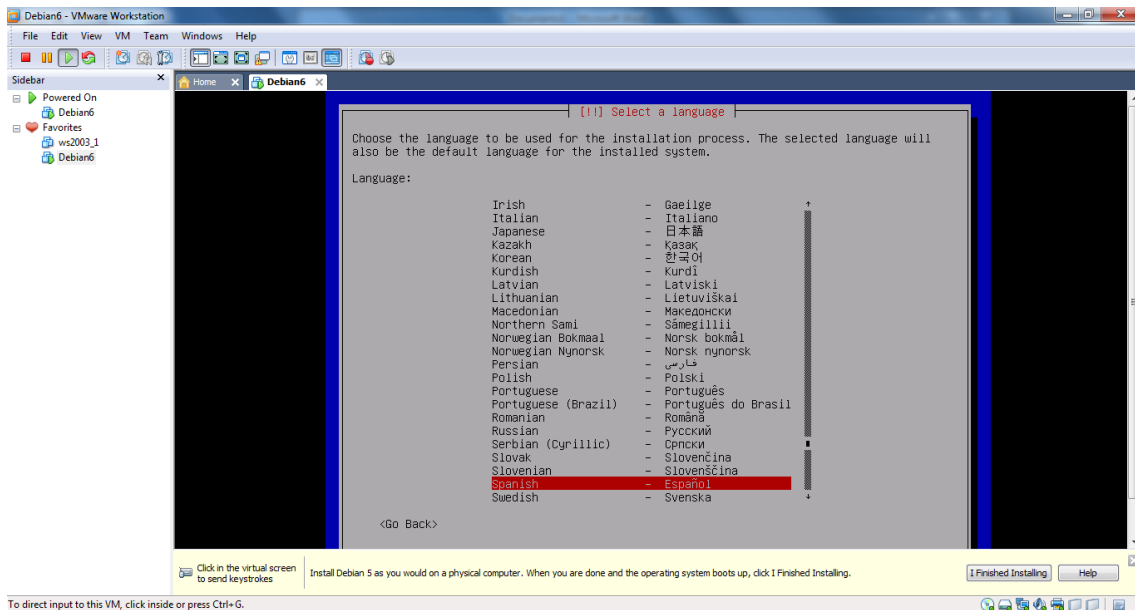 Debian6 - VMware Workstation
File Edit View VM Team Windows Help
Sidebar
Powered On
Debian6
Favorites
ws2003_1
Debian6
Home
Debian6
[!!] Select a language
Choose the language to be used for the installation process. The selected language will
also be the default language for the installed system.
Language:
Irish - Gaeilge
Italian - Italiano
Japanese - 日本語
Kazakh - Қазақ
Korean - 한국어
Kurdish - Kurdî
Latvian - Latviski
Lithuanian - Lietuviškai
Macedonian - Македонски
Northern Sami - Sámegillii
Norwegian Bokmaal - Norsk bokmål
Norwegian Nynorsk - Norsk nynorsk
Persian - فارسی
Polish - Polski
Portuguese - Português
Portuguese (Brazil) - Português do Brasil
Romanian - Română
Russian - Русский
Serbian (Cyrillic) - Српски
Slovak - Slovenčina
Slovenian - Slovenščina
Spanish - Español
Swedish - Svenska
<Go Back>
Click in the virtual screen
to send keystrokes
Install Debian 5 as you would on a physical computer. When you are done and the operating system boots up, click I Finished Installing.
I Finished Installing
Help
To direct input to this VM, click inside or press Ctrl+G.